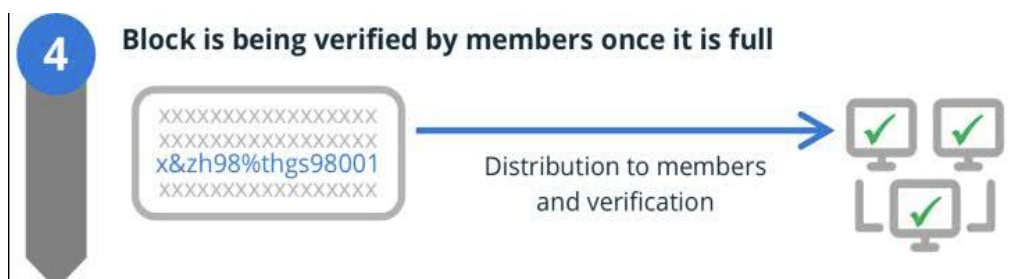 4
Block is being verified by members once it is full
XXXXXXXXXXXXXXXXX
XXXXXXXXXXXXXXXXX
x&zh98%thgs98001
XXXXXXXXXXXXXXXXX
Distribution to members
and verification